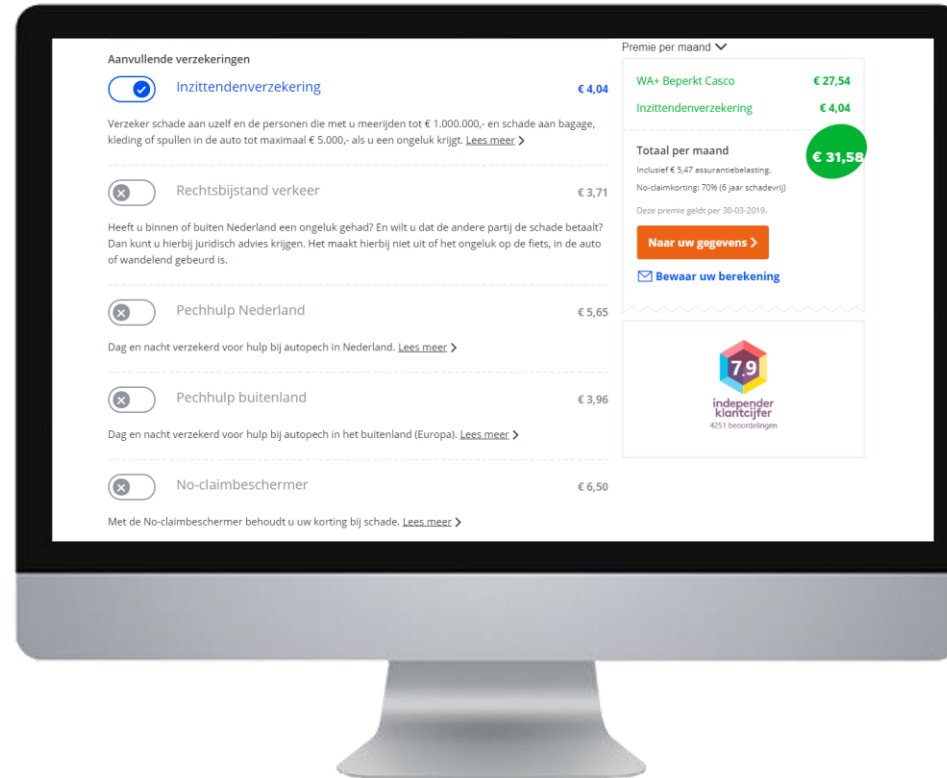 Aanvullende verzekeringen
Inzittendenverzekering
€ 4,04
Verzeker schade aan uzelf en de personen die met u meerijden tot € 1.000.000,- en schade aan bagage,
kleding of spullen in de auto tot maximaal € 5.000,- als u een ongeluk krijgt. Lees meer
Rechtsbijstand verkeer
€ 3,71
Heeft u binnen of buiten Nederland een ongeluk gehad? En wilt u dat de andere partij de schade betaalt?
Dan kunt u hierbij juridisch advies krijgen. Het maakt hierbij niet uit of het ongeluk op de fiets, in de auto
of wandelend gebeurd is.
Pechhulp Nederland
€ 5,65
Dag en nacht verzekerd voor hulp bij autopech in Nederland. Lees meer
Pechhulp buitenland
€ 3,96
Dag en nacht verzekerd voor hulp bij autopech in het buitenland (Europa). Lees meer
No-claimbeschermer
€ 6,50
Met de No-claimbeschermer behoudt u uw korting bij schade. Lees meer
Premie per maand
WA+ Beperkt Casco € 27,54
Inzittendenverzekering € 4,04
Totaal per maand
€ 31,58
Inclusief € 5,47 assurantiebelasting.
No-claimkorting: 70% (6 jaar schadevrij)
Deze premie geldt per 30-03-2019.
Naar uw gegevens
Bewaar uw berekening
7,9
independer
klantcijfer
4251 beoordelingen